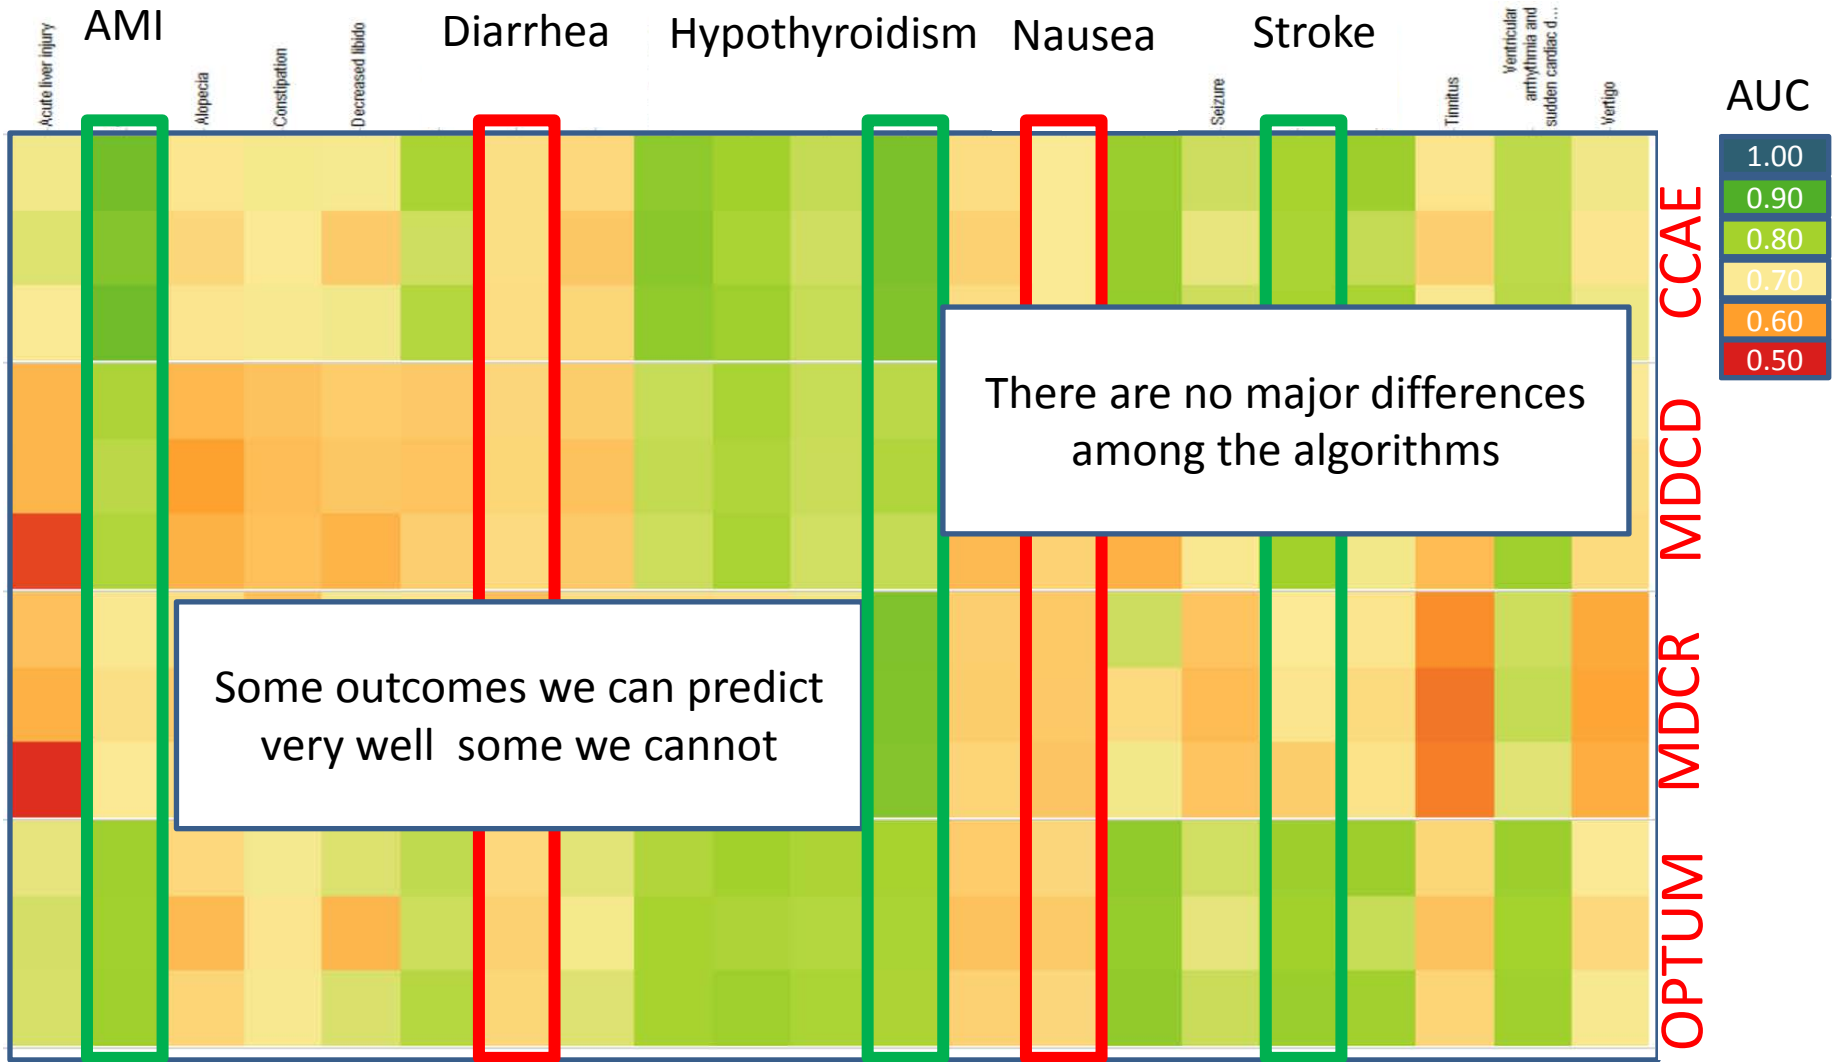 AMI
Diarrhea
Hypothyroidism
Nausea
Stroke
Acute liver injury
Alopecia
Constipation
Decreased libido
Seizure
Tinnitus
Ventricular
arrhythmia and
sudden cardiac d...
Vertigo
AUC
1.00
0.90
0.80
0.70
0.60
0.50
CCAE
MDCD
MDCR
OPTUM
There are no major differences
among the algorithms
Some outcomes we can predict
very well some we cannot